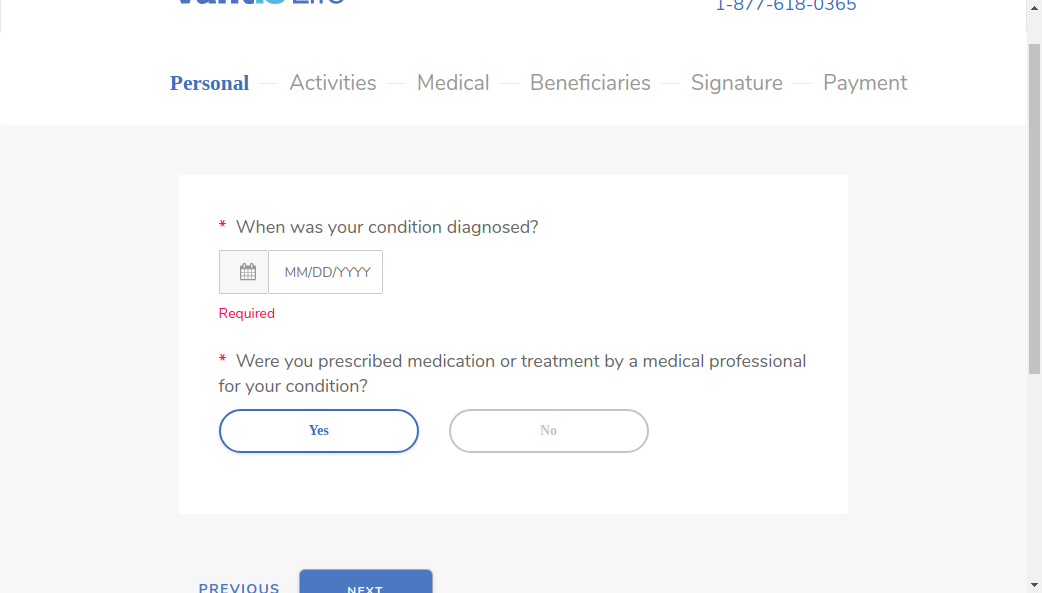 vantis Life
1-877-618-0365
Personal
Activities
Medical
Beneficiaries
Signature
Payment
* When was your condition diagnosed?
MM/DD/YYYY
Required
* Were you prescribed medication or treatment by a medical professional
for your condition?
Yes
No
PREVIOUS
NEXT